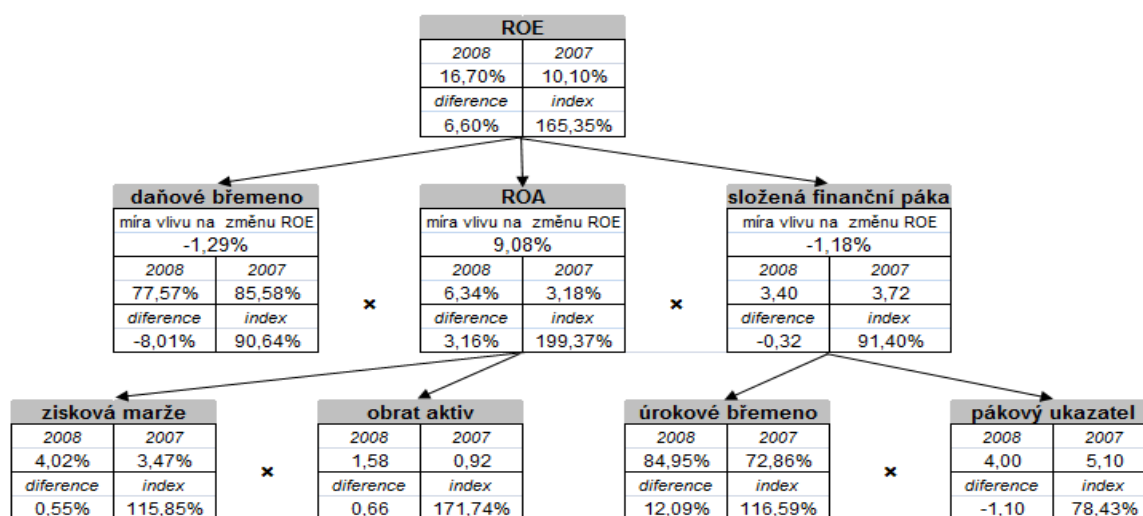 ROE
2008 2007
16,70% 10,10%
diference index
6,60% 165,35%
daňové břemeno ROA složená finanční páka
míra vlivu na změnu ROE míra vlivu na změnu ROE míra vlivu na změnu ROE
-1,29% 9,08% -1,18%
2008 2007 2008 2007 2008 2007
77,57% 85,58% × 6,34% 3,18% × 3,40 3,72
diference index diference index diference index
-8,01% 90,64% 3,16% 199,37% -0,32 91,40%
zisková marže obrat aktiv úrokové břemeno pákový ukazatel
2008 2007 2008 2007 2008 2007 2008 2007
4,02% 3,47% × 1,58 0,92 84,95% 72,86% × 4,00 5,10
diference index diference index diference index diference index
0,55% 115,85% 0,66 171,74% 12,09% 116,59% -1,10 78,43%